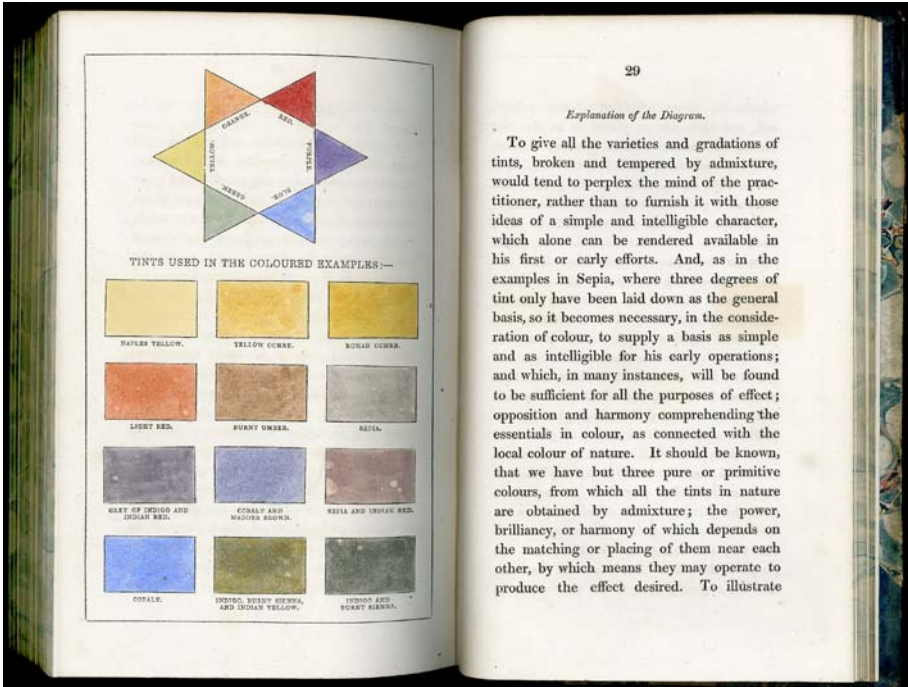 ORANGE.
RED.
PURPLE.
BLUE.
GREEN.
YELLOW.
TINTS USED IN THE COLOURED EXAMPLES:—
NAPLES YELLOW.
YELLOW OCHRE.
ROMAN OCHRE.
LIGHT RED.
BURNT UMBER.
SEPIA.
GREY OF INDIGO AND
INDIAN RED.
COBALT AND
MADDER BROWN.
SEPIA AND INDIAN RED.
COBALT.
INDIGO, BURNT SIENNA,
AND INDIAN YELLOW.
INDIGO AND
BURNT SIENNA.
29
Explanation of the Diagram.
To give all the varieties and gradations of
tints, broken and tempered by admixture,
would tend to perplex the mind of the prac-
titioner, rather than to furnish it with those
ideas of a simple and intelligible character,
which alone can be rendered available in
his first or early efforts. And, as in the
examples in Sepia, where three degrees of
tint only have been laid down as the general
basis, so it becomes necessary, in the conside-
ration of colour, to supply a basis as simple
and as intelligible for his early operations;
and which, in many instances, will be found
to be sufficient for all the purposes of effect;
opposition and harmony comprehending the
essentials in colour, as connected with the
local colour of nature. It should be known,
that we have but three pure or primitive
colours, from which all the tints in nature
are obtained by admixture; the power,
brilliancy, or harmony of which depends on
the matching or placing of them near each
other, by which means they may operate to
produce the effect desired. To illustrate